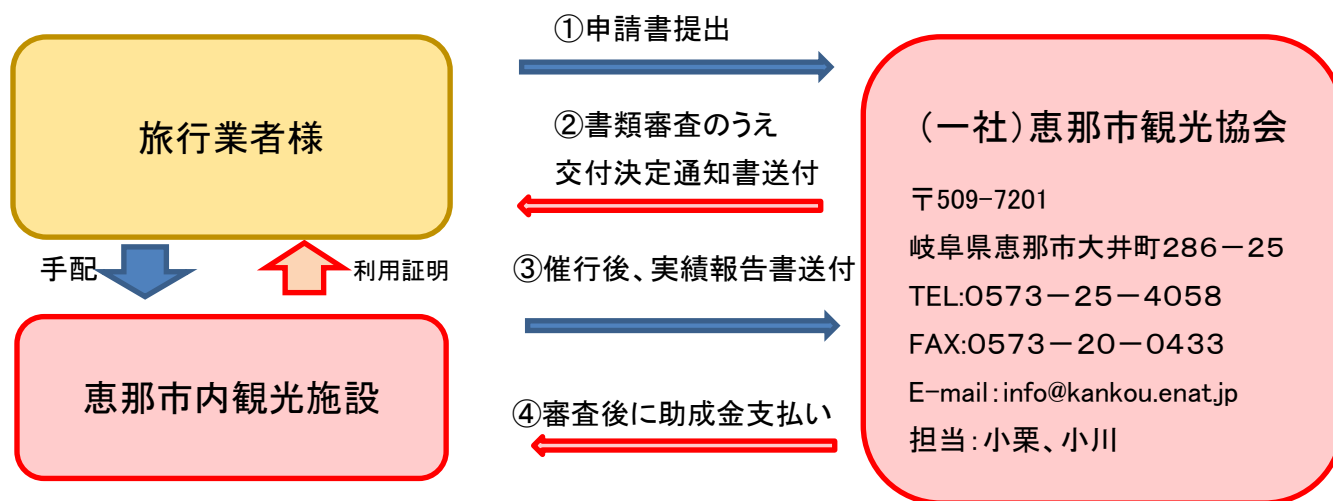 旅行業者様
手配
利用証明
恵那市内観光施設
①申請書提出
②書類審査のうえ
交付決定通知書送付
③催行後、実績報告書送付
④審査後に助成金支払い
（一社）恵那市観光協会
〒509-7201
岐阜県恵那市大井町２８６－２５
TEL:０５７３－２５－４０５８
FAX:０５７３－２０－０４３３
E-mail：info@kankou.enat.jp
担当：小栗、小川